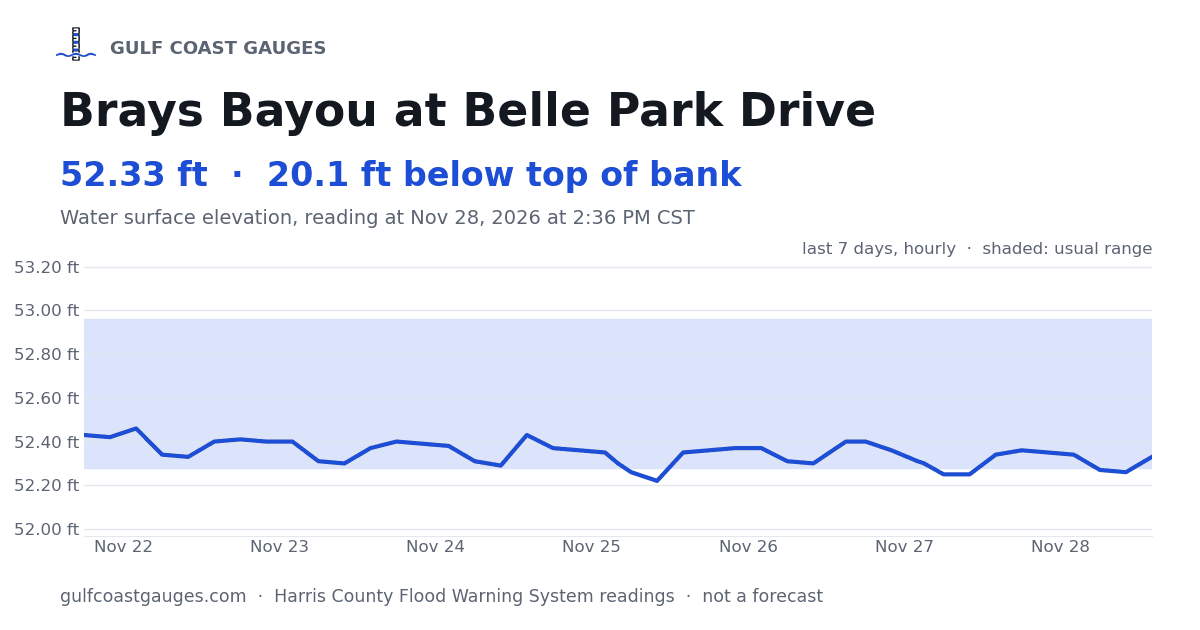 GULF COAST GAUGES
Brays Bayou at Belle Park Drive
52.33 ft · 20.1 ft below top of bank
Water surface elevation, reading at Nov 28, 2026 at 2:36 PM CST
last 7 days, hourly · shaded: usual range
53.20 ft
53.00 ft
52.80 ft
52.60 ft
52.40 ft
52.20 ft
52.00 ft
Nov 22 Nov 23 Nov 24 Nov 25 Nov 26 Nov 27 Nov 28
gulfcoastgauges.com · Harris County Flood Warning System readings · not a forecast